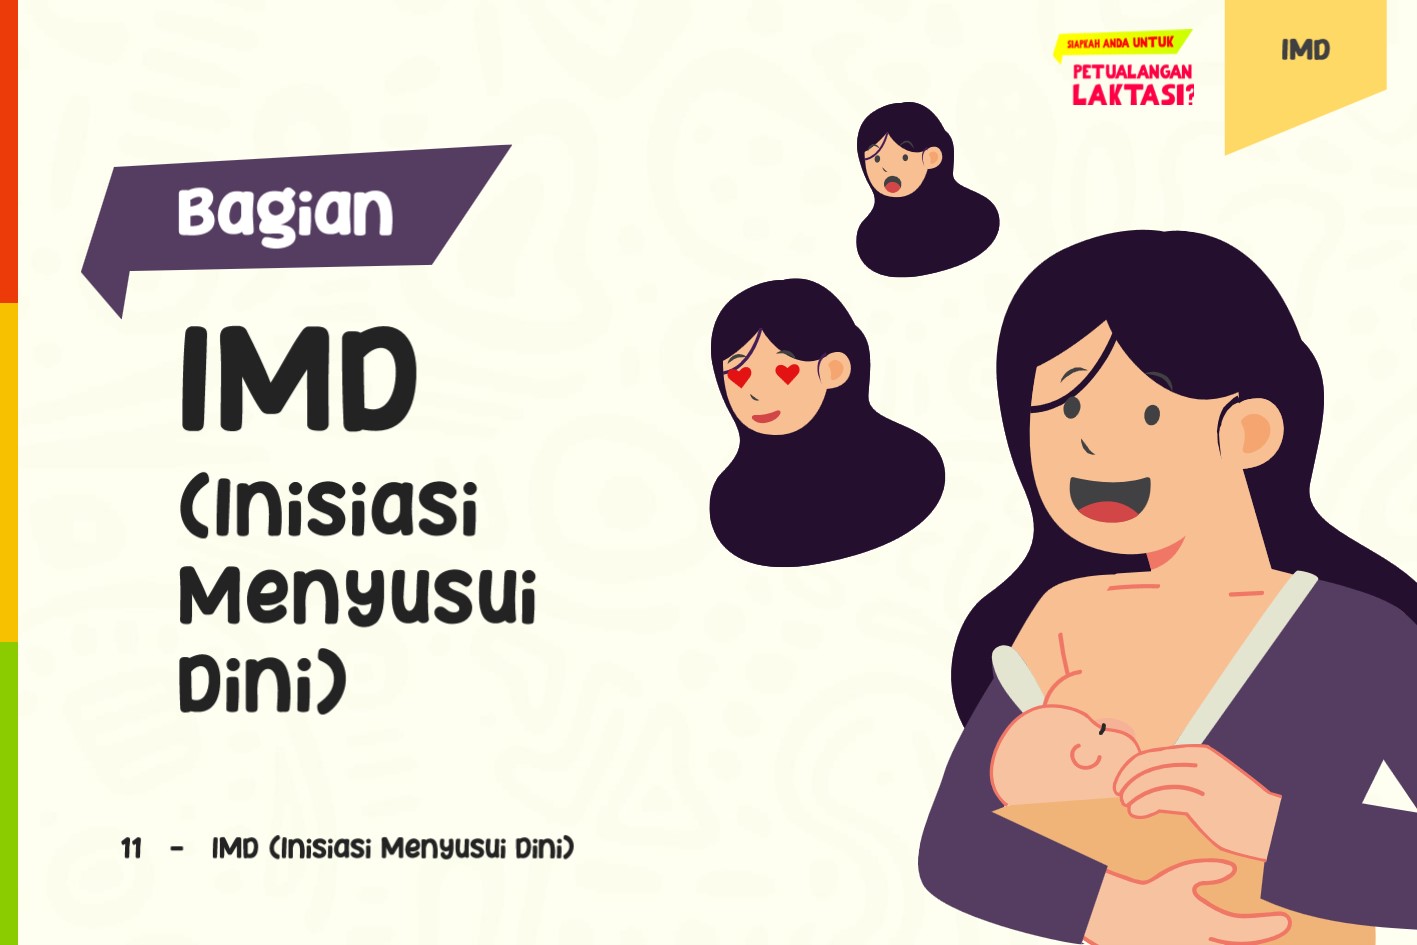 SIAPKAH ANDA UNTUK
PETUALANGAN
LAKTASI?
IMD
Bagian
IMD
(Inisiasi
Menyusui
Dini)
11 - IMD (Inisiasi Menyusui Dini)